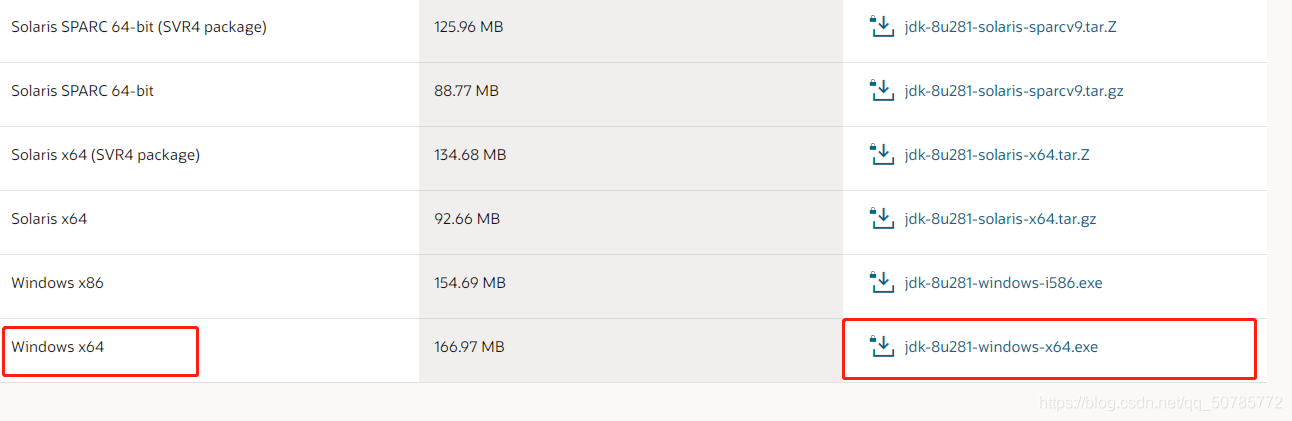 Solaris SPARC 64-bit (SVR4 package) 125.96 MB jdk-8u281-solaris-sparcv9.tar.Z
Solaris SPARC 64-bit 88.77 MB jdk-8u281-solaris-sparcv9.tar.gz
Solaris x64 (SVR4 package) 134.68 MB jdk-8u281-solaris-x64.tar.Z
Solaris x64 92.66 MB jdk-8u281-solaris-x64.tar.gz
Windows x86 154.69 MB jdk-8u281-windows-i586.exe
Windows x64 166.97 MB jdk-8u281-windows-x64.exe
https://blog.csdn.net/qq_50785772